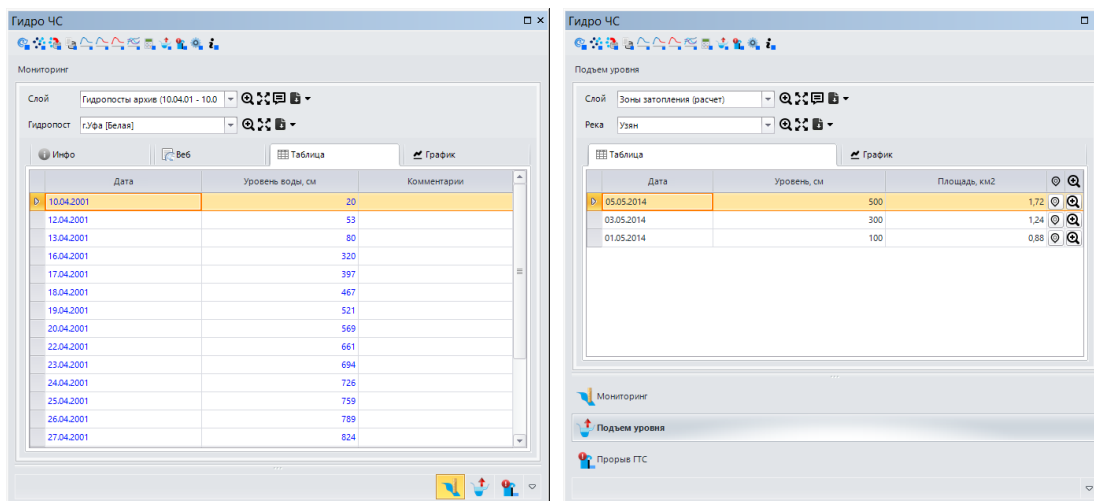 Гидро ЧС
Мониторинг
Слой Гидропосты архив (10.04.01 - 10.0
Гидропост г.Уфа [Белая]
Инфо Веб Таблица График
Дата Уровень воды, см Комментарии
10.04.2001 20
12.04.2001 53
13.04.2001 80
16.04.2001 320
17.04.2001 397
18.04.2001 467
19.04.2001 521
20.04.2001 569
22.04.2001 661
23.04.2001 694
24.04.2001 726
25.04.2001 759
26.04.2001 789
27.04.2001 824
Гидро ЧС
Подъем уровня
Слой Зоны затопления (расчет)
Река Узян
Таблица График
Дата Уровень, см Площадь, км2
05.05.2014 500 1,72
03.05.2014 300 1,24
01.05.2014 100 0,88
Мониторинг
Подъем уровня
Прорыв ГТС